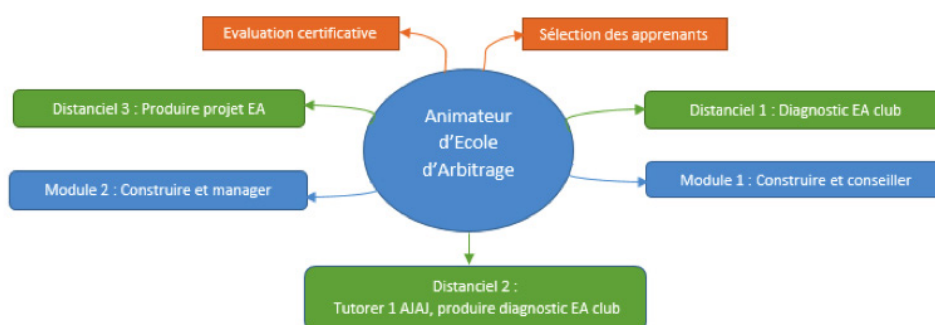 Evaluation certificative
Sélection des apprenants
Distanciel 3 : Produire projet EA
Animateur
d'Ecole
d'Arbitrage
Distanciel 1 : Diagnostic EA club
Module 2 : Construire et manager
Module 1 : Construire et conseiller
Distanciel 2 :
Tutorer 1 AJAJ, produire diagnostic EA club